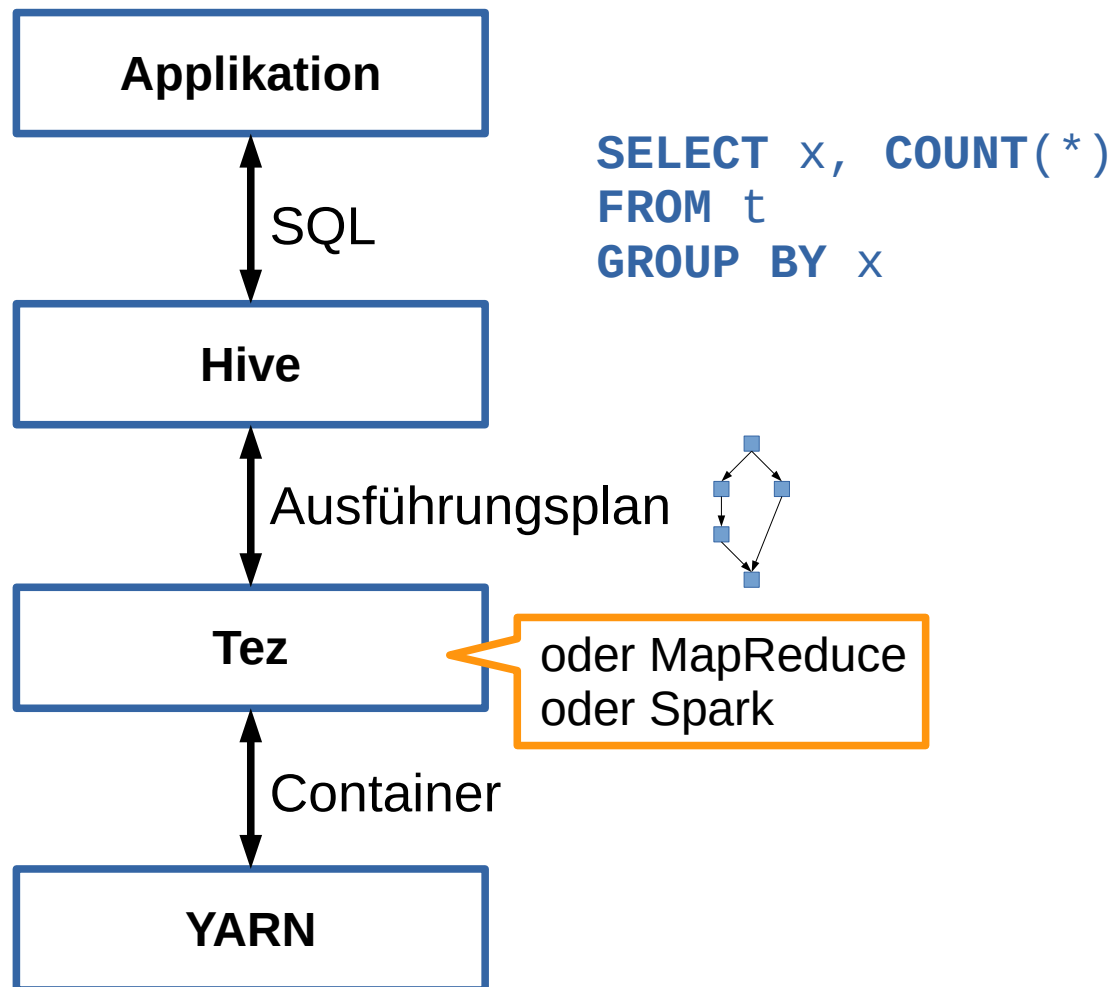 Applikation
SQL
SELECT x, COUNT(*)
FROM t
GROUP BY x
Hive
Ausführungsplan
Tez
oder MapReduce
oder Spark
Container
YARN